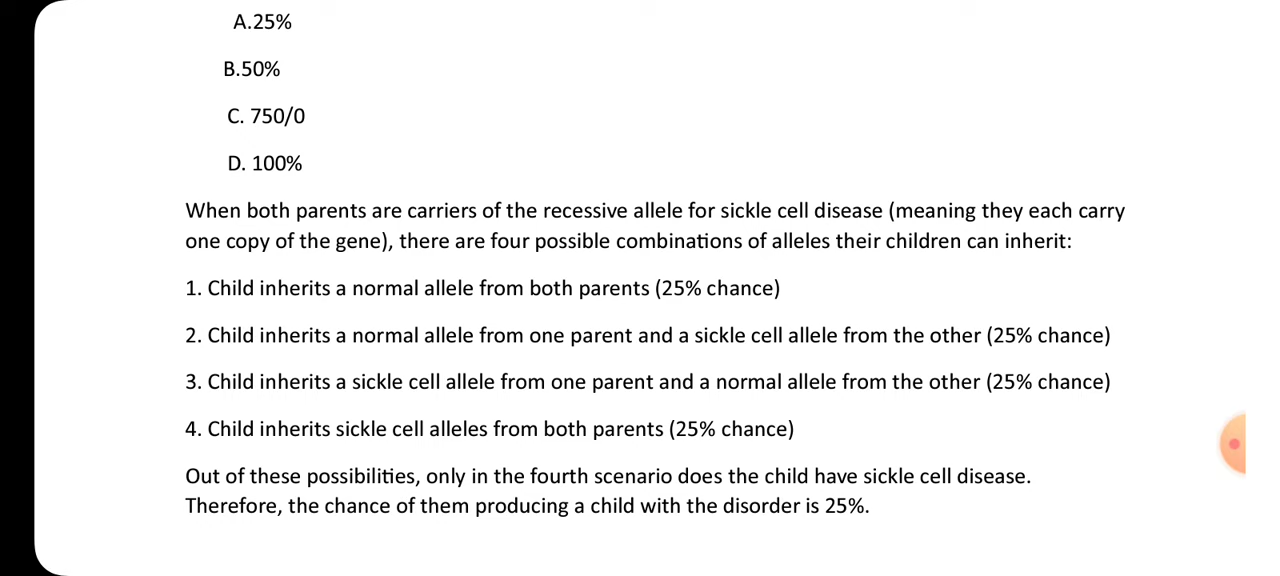 A.25%
B.50%
C. 750/0
D. 100%
When both parents are carriers of the recessive allele for sickle cell disease (meaning they each carry
one copy of the gene), there are four possible combinations of alleles their children can inherit:
1. Child inherits a normal allele from both parents (25% chance)
2. Child inherits a normal allele from one parent and a sickle cell allele from the other (25% chance)
3. Child inherits a sickle cell allele from one parent and a normal allele from the other (25% chance)
4. Child inherits sickle cell alleles from both parents (25% chance)
Out of these possibilities, only in the fourth scenario does the child have sickle cell disease.
Therefore, the chance of them producing a child with the disorder is 25%.